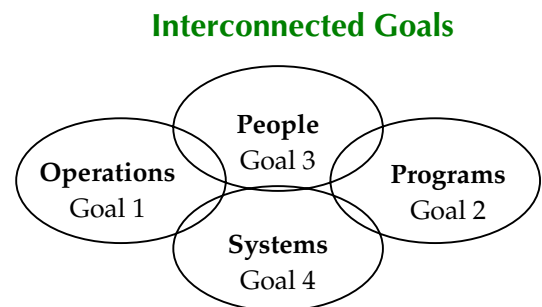 Interconnected Goals
People
Goal 3
Operations
Goal 1
Programs
Goal 2
Systems
Goal 4